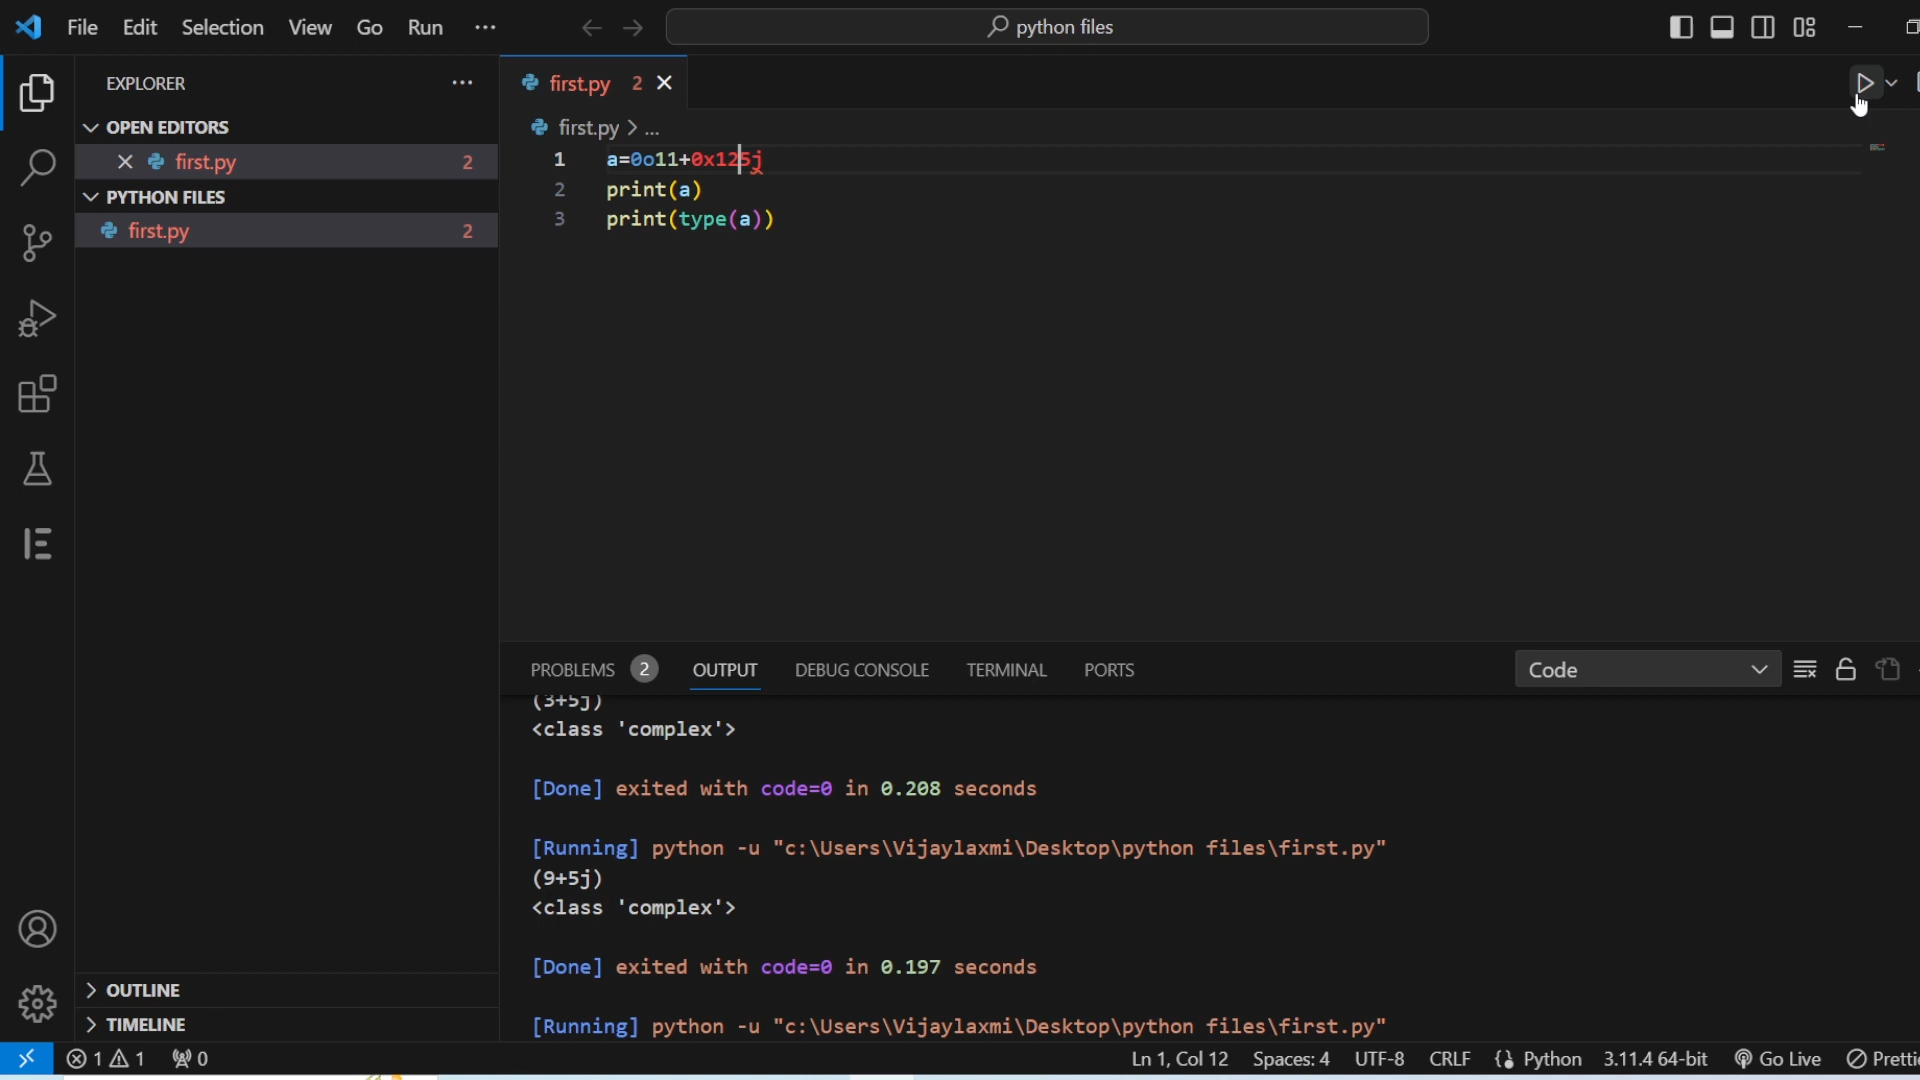 File Edit Selection View Go Run ··· python files
EXPLORER ···
OPEN EDITORS
first.py 2
PYTHON FILES
first.py 2
OUTLINE
TIMELINE
first.py 2
first.py > ...
1 a=0o11+0x125j
2 print(a)
3 print(type(a))
PROBLEMS 2 OUTPUT DEBUG CONSOLE TERMINAL PORTS Code
(3+5j)
<class 'complex'>
[Done] exited with code=0 in 0.208 seconds
[Running] python -u "c:\Users\Vijaylaxmi\Desktop\python files\first.py"
(9+5j)
<class 'complex'>
[Done] exited with code=0 in 0.197 seconds
[Running] python -u "c:\Users\Vijaylaxmi\Desktop\python files\first.py"
1 1 0 Ln 1, Col 12 Spaces: 4 UTF-8 CRLF Python 3.11.4 64-bit Go Live Prettie